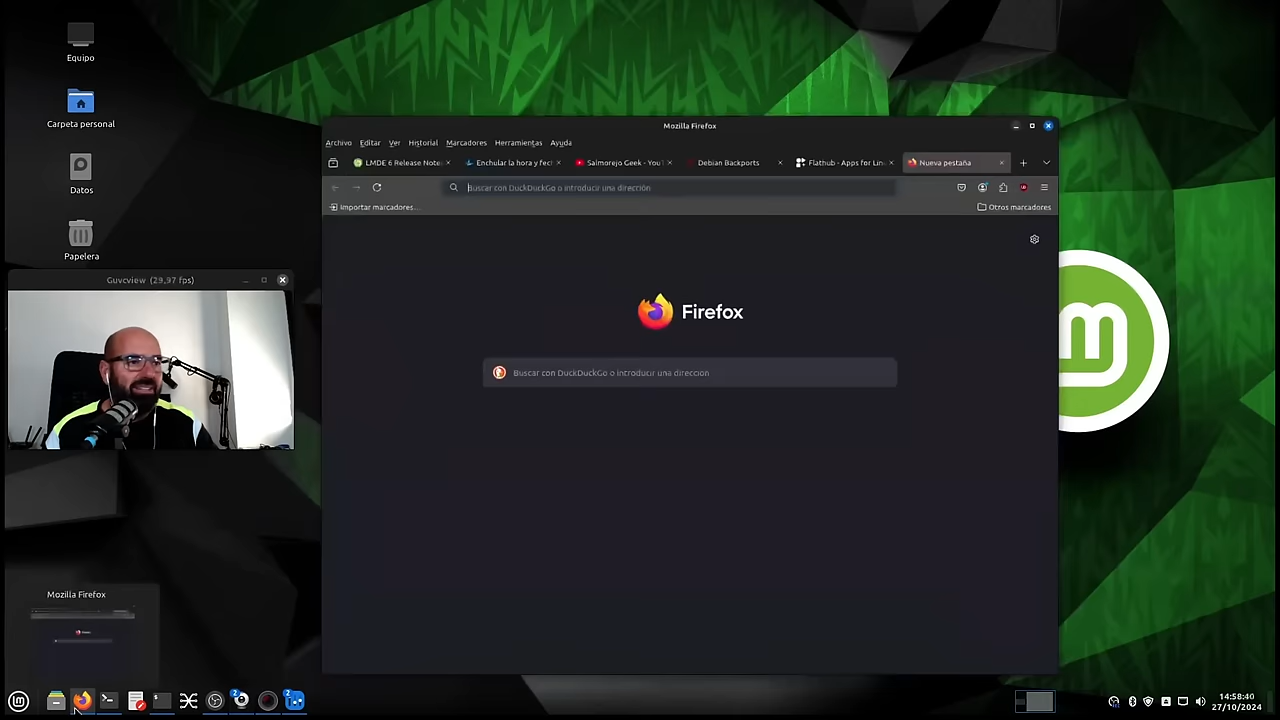 Equipo
Carpeta personal
Datos
Papelera
Guvcview (29,97 fps)
Mozilla Firefox
Archivo Editar Ver Historial Marcadores Herramientas Ayuda
LMDE 6 Release Note
Enchular la hora y fec
Salmorejo Geek - You
Debian Backports
Flathub - Apps for Lin
Nueva pestaña
Buscar con DuckDuckGo o introducir una dirección
Importar marcadores...
Otros marcadores
Firefox
Buscar con DuckDuckGo o introducir una dirección
Mozilla Firefox
2
2
14:58:40
27/10/2024